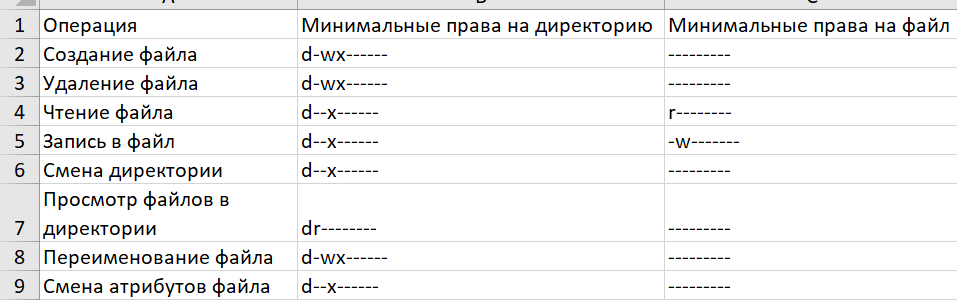 1 Операция Минимальные права на директорию Минимальные права на файл
2 Создание файла d-wx------ ---------
3 Удаление файла d-wx------ ---------
4 Чтение файла d--x------ r--------
5 Запись в файл d--x------ -w-------
6 Смена директории d--x------ ---------
Просмотр файлов в
7 директории dr-------- ---------
8 Переименование файла d-wx------ ---------
9 Смена атрибутов файла d--x------ ---------